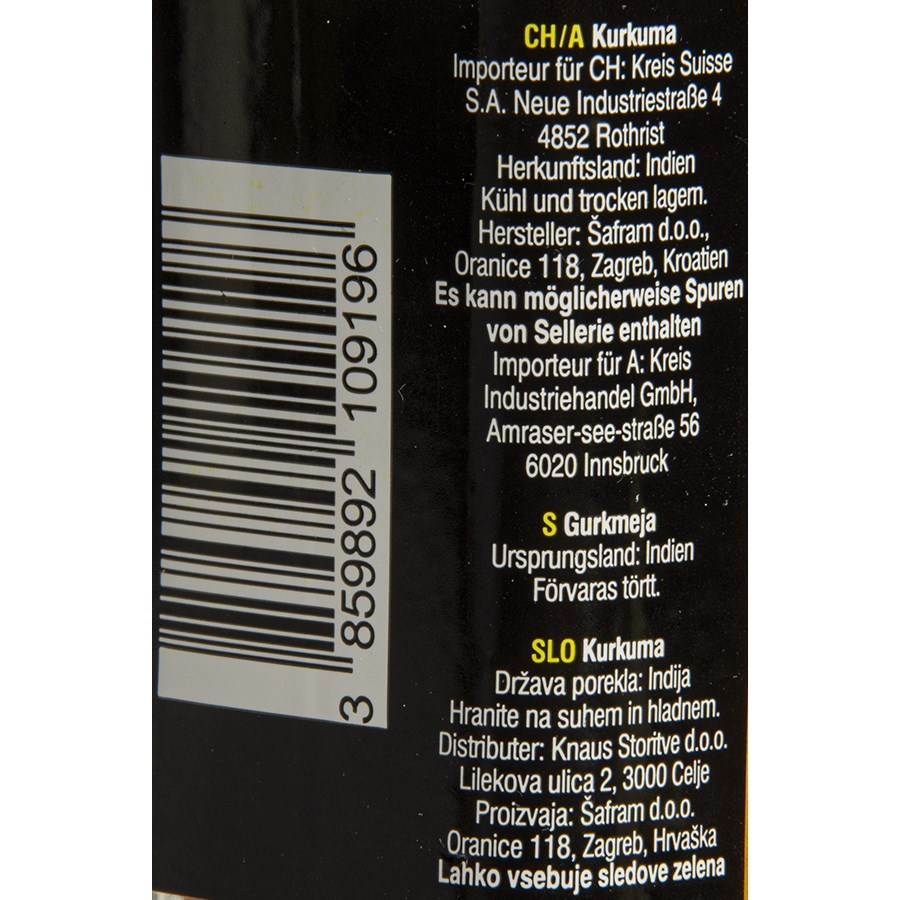 CH/A Kurkuma
Importeur für CH: Kreis Suisse
S.A. Neue Industriestraße 4
4852 Rothrist
Herkunftsland: Indien
Kühl und trocken lagern.
Hersteller: Šafram d.o.o.,
Oranice 118, Zagreb, Kroatien
Es kann möglicherweise Spuren
von Sellerie enthalten
Importeur für A: Kreis
Industriehandel GmbH,
Amraser-see-straße 56
6020 Innsbruck
S Gurkmeja
Ursprungsland: Indien
Förvaras törtt.
SLO Kurkuma
Država porekla: Indija
Hranite na suhem in hladnem.
Distributer: Knaus Storitve d.o.o.
Lilekova ulica 2, 3000 Celje
Proizvaja: Šafram d.o.o.
Oranice 118, Zagreb, Hrvaška
Lahko vsebuje sledove zelena
3 859892 109196